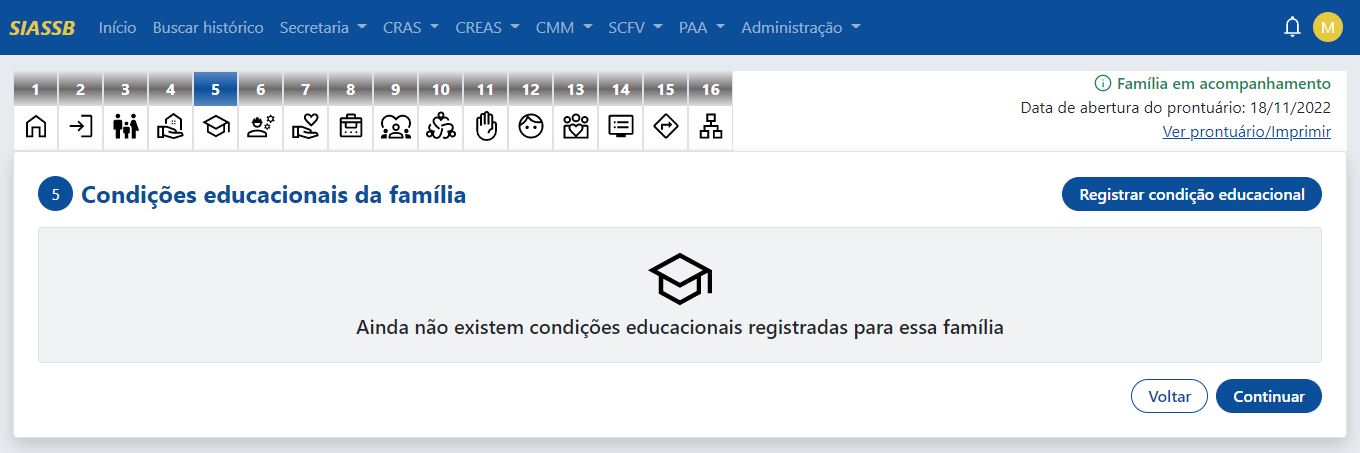 SIASSB Início Buscar histórico Secretaria CRAS CREAS CMM SCFV PAA Administração M
1 2 3 4 5 6 7 8 9 10 11 12 13 14 15 16
Família em acompanhamento
Data de abertura do prontuário: 18/11/2022
Ver prontuário/Imprimir
5 Condições educacionais da família
Registrar condição educacional
Ainda não existem condições educacionais registradas para essa família
Voltar Continuar